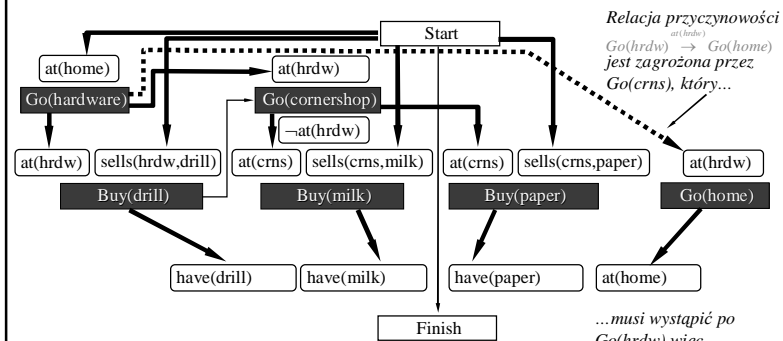 Start
Relacja przyczynowości
at(hrdw)
Go(hrdw) → Go(home)
jest zagrożona przez
Go(crns), który…
at(home)
at(hrdw)
Go(hardware)
Go(cornershop)
¬at(hrdw)
at(hrdw)
sells(hrdw,drill)
at(crns)
sells(crns,milk)
at(crns)
sells(crns,paper)
at(hrdw)
Buy(drill)
Buy(milk)
Buy(paper)
Go(home)
have(drill)
have(milk)
have(paper)
at(home)
Finish
…musi wystąpić po
Go(hrdw) więc